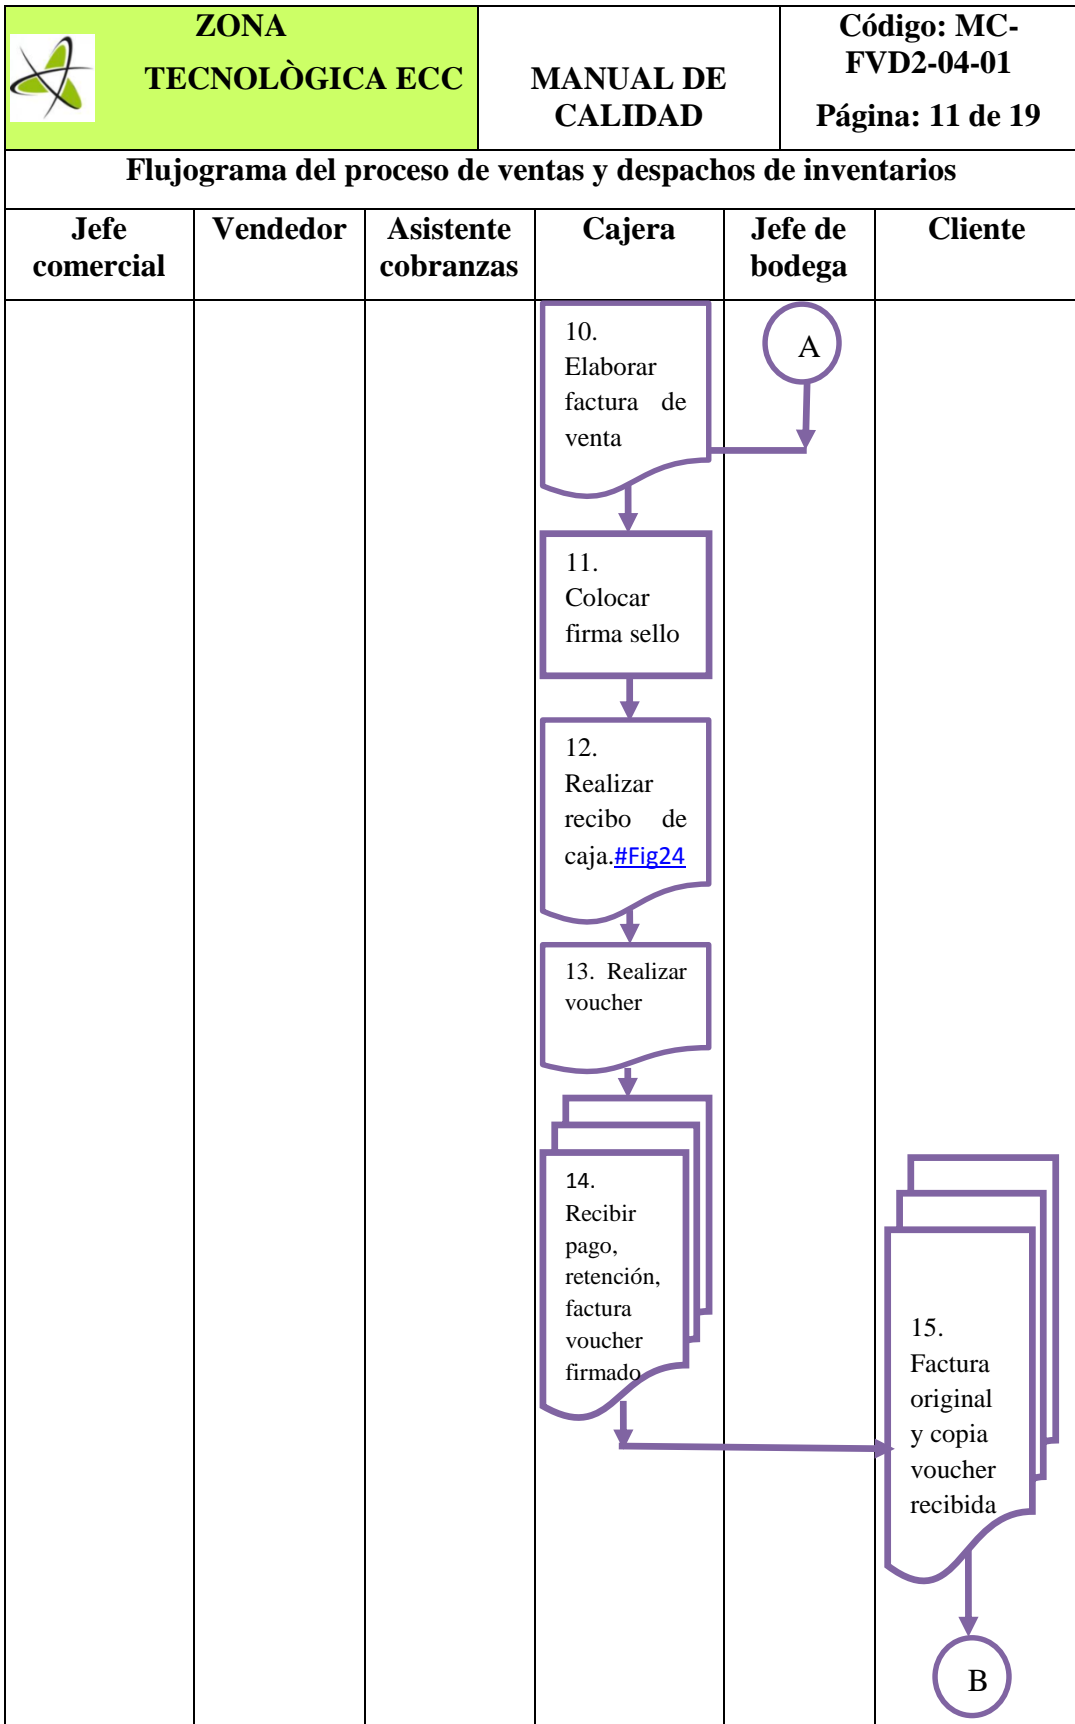 ZONA
TECNOLÒGICA ECC
MANUAL DE
CALIDAD
Código: MC-
FVD2-04-01
Página: 11 de 19
Flujograma del proceso de ventas y despachos de inventarios
Jefe
comercial
Vendedor
Asistente
cobranzas
Cajera
Jefe de
bodega
Cliente
10.
Elaborar
factura de
venta
A
11.
Colocar
firma sello
12.
Realizar
recibo de
caja.#Fig24
13. Realizar
voucher
14.
Recibir
pago,
retención,
factura
voucher
firmado
15.
Factura
original
y copia
voucher
recibida
B